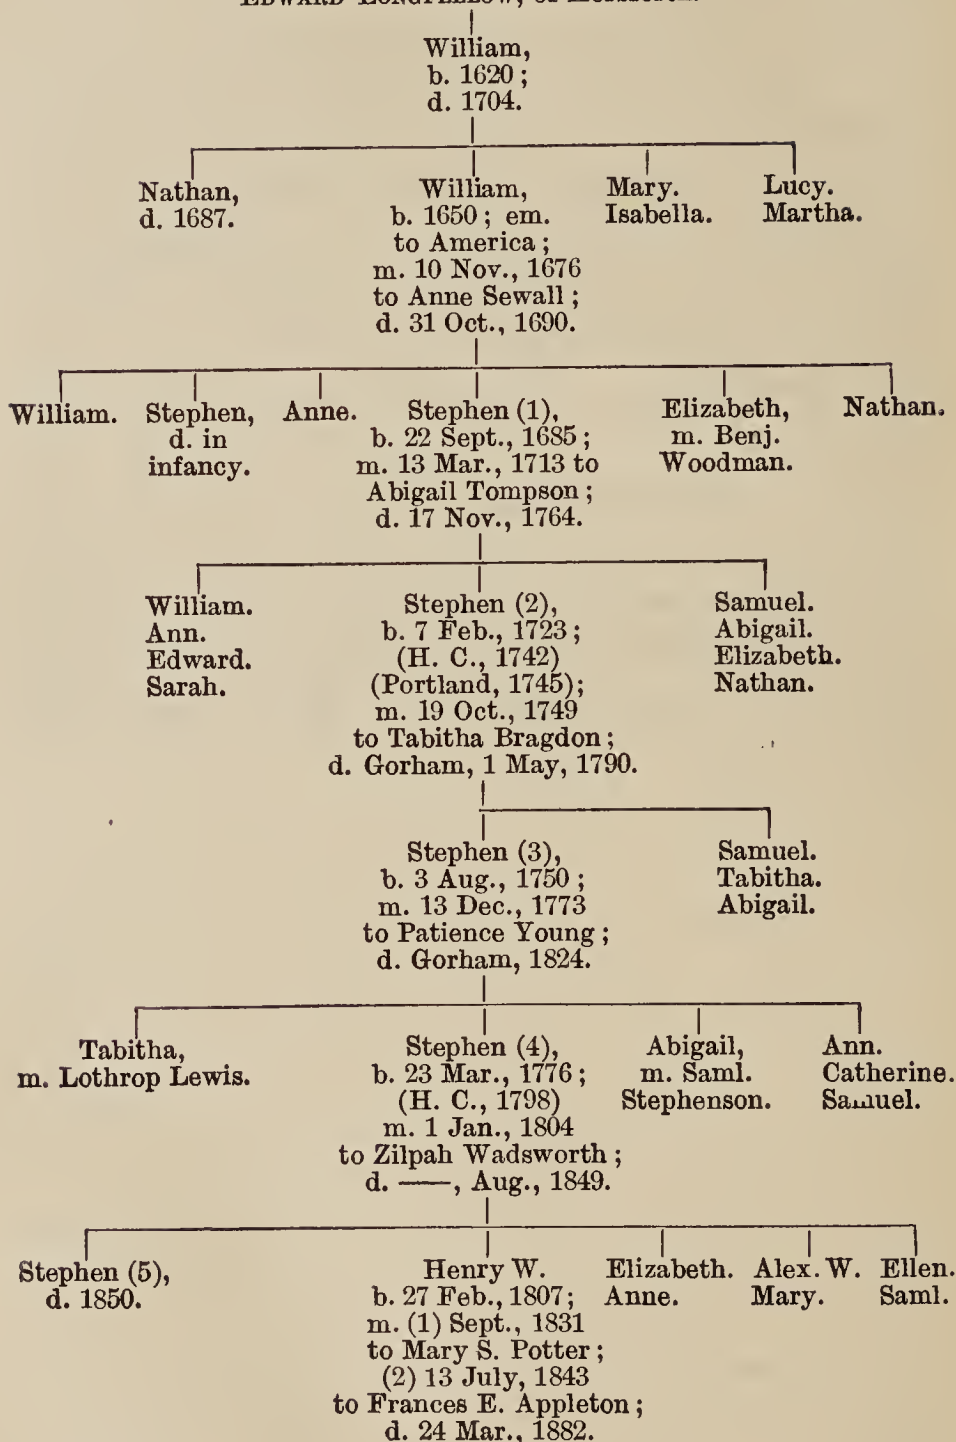 William,
b. 1620;
d. 1704.
Nathan,
d. 1687.
William,
b. 1650; em.
to America;
m. 10 Nov., 1676
to Anne Sewall;
d. 31 Oct., 1690.
Mary.
Isabella.
Lucy.
Martha.
William.
Stephen,
d. in
infancy.
Anne.
Stephen (1),
b. 22 Sept., 1685;
m. 13 Mar., 1713 to
Abigail Tompson;
d. 17 Nov., 1764.
Elizabeth,
m. Benj.
Woodman.
Nathan.
William.
Ann.
Edward.
Sarah.
Stephen (2),
b. 7 Feb., 1723;
(H. C., 1742)
(Portland, 1745);
m. 19 Oct., 1749
to Tabitha Bragdon;
d. Gorham, 1 May, 1790.
Samuel.
Abigail.
Elizabeth.
Nathan.
Stephen (3),
b. 3 Aug., 1750;
m. 13 Dec., 1773
to Patience Young;
d. Gorham, 1824.
Samuel.
Tabitha.
Abigail.
Tabitha,
m. Lothrop Lewis.
Stephen (4),
b. 23 Mar., 1776;
(H. C., 1798)
m. 1 Jan., 1804
to Zilpah Wadsworth;
d. ——, Aug., 1849.
Abigail,
m. Saml.
Stephenson.
Ann.
Catherine.
Samuel.
Stephen (5),
d. 1850.
Henry W.
b. 27 Feb., 1807;
m. (1) Sept., 1831
to Mary S. Potter;
(2) 13 July, 1843
to Frances E. Appleton;
d. 24 Mar., 1882.
Elizabeth.
Anne.
Alex. W.
Mary.
Ellen.
Saml.